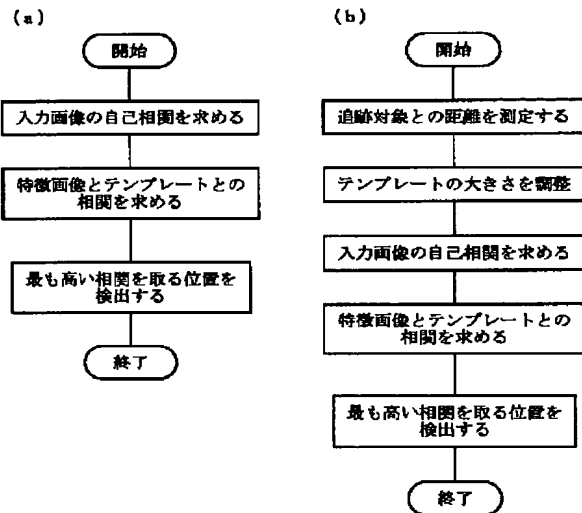 (a)
開始
入力画像の自己相関を求める
特徴画像とテンプレートとの
相関を求める
最も高い相関を取る位置を
検出する
終了
(b)
開始
追跡対象との距離を測定する
テンプレートの大きさを調整
入力画像の自己相関を求める
特徴画像とテンプレートとの
相関を求める
最も高い相関を取る位置を
検出する
終了